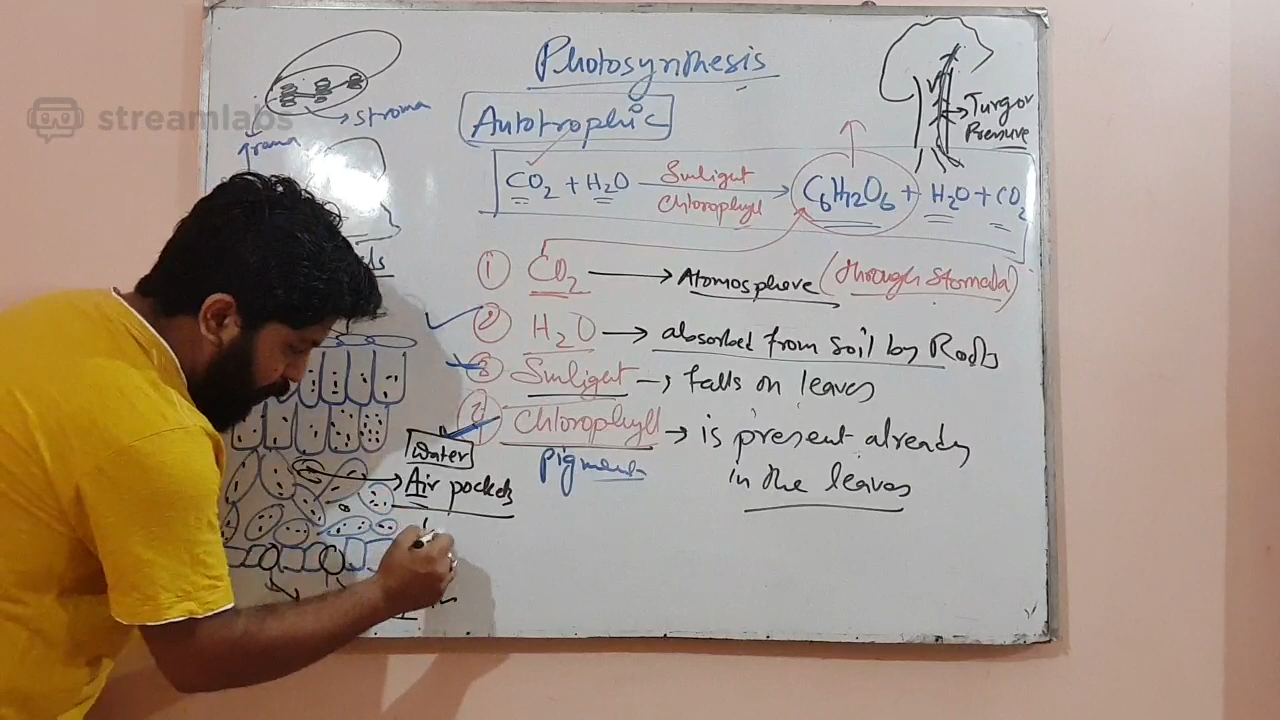 Photosynthesis
streamlabs
stroma
grana
Autotrophic
Turgor
Pressure
CO2 + H2O Sunlight Chlorophyll C6H12O6 + H2O + CO2
① CO2 → Atomosphere (through Stomata)
② H2O → absorbed from soil by Roots
③ Sunlight → falls on leaves
④ Chlorophyll → is present already
in the leaves
pigment
Water
Air pockets